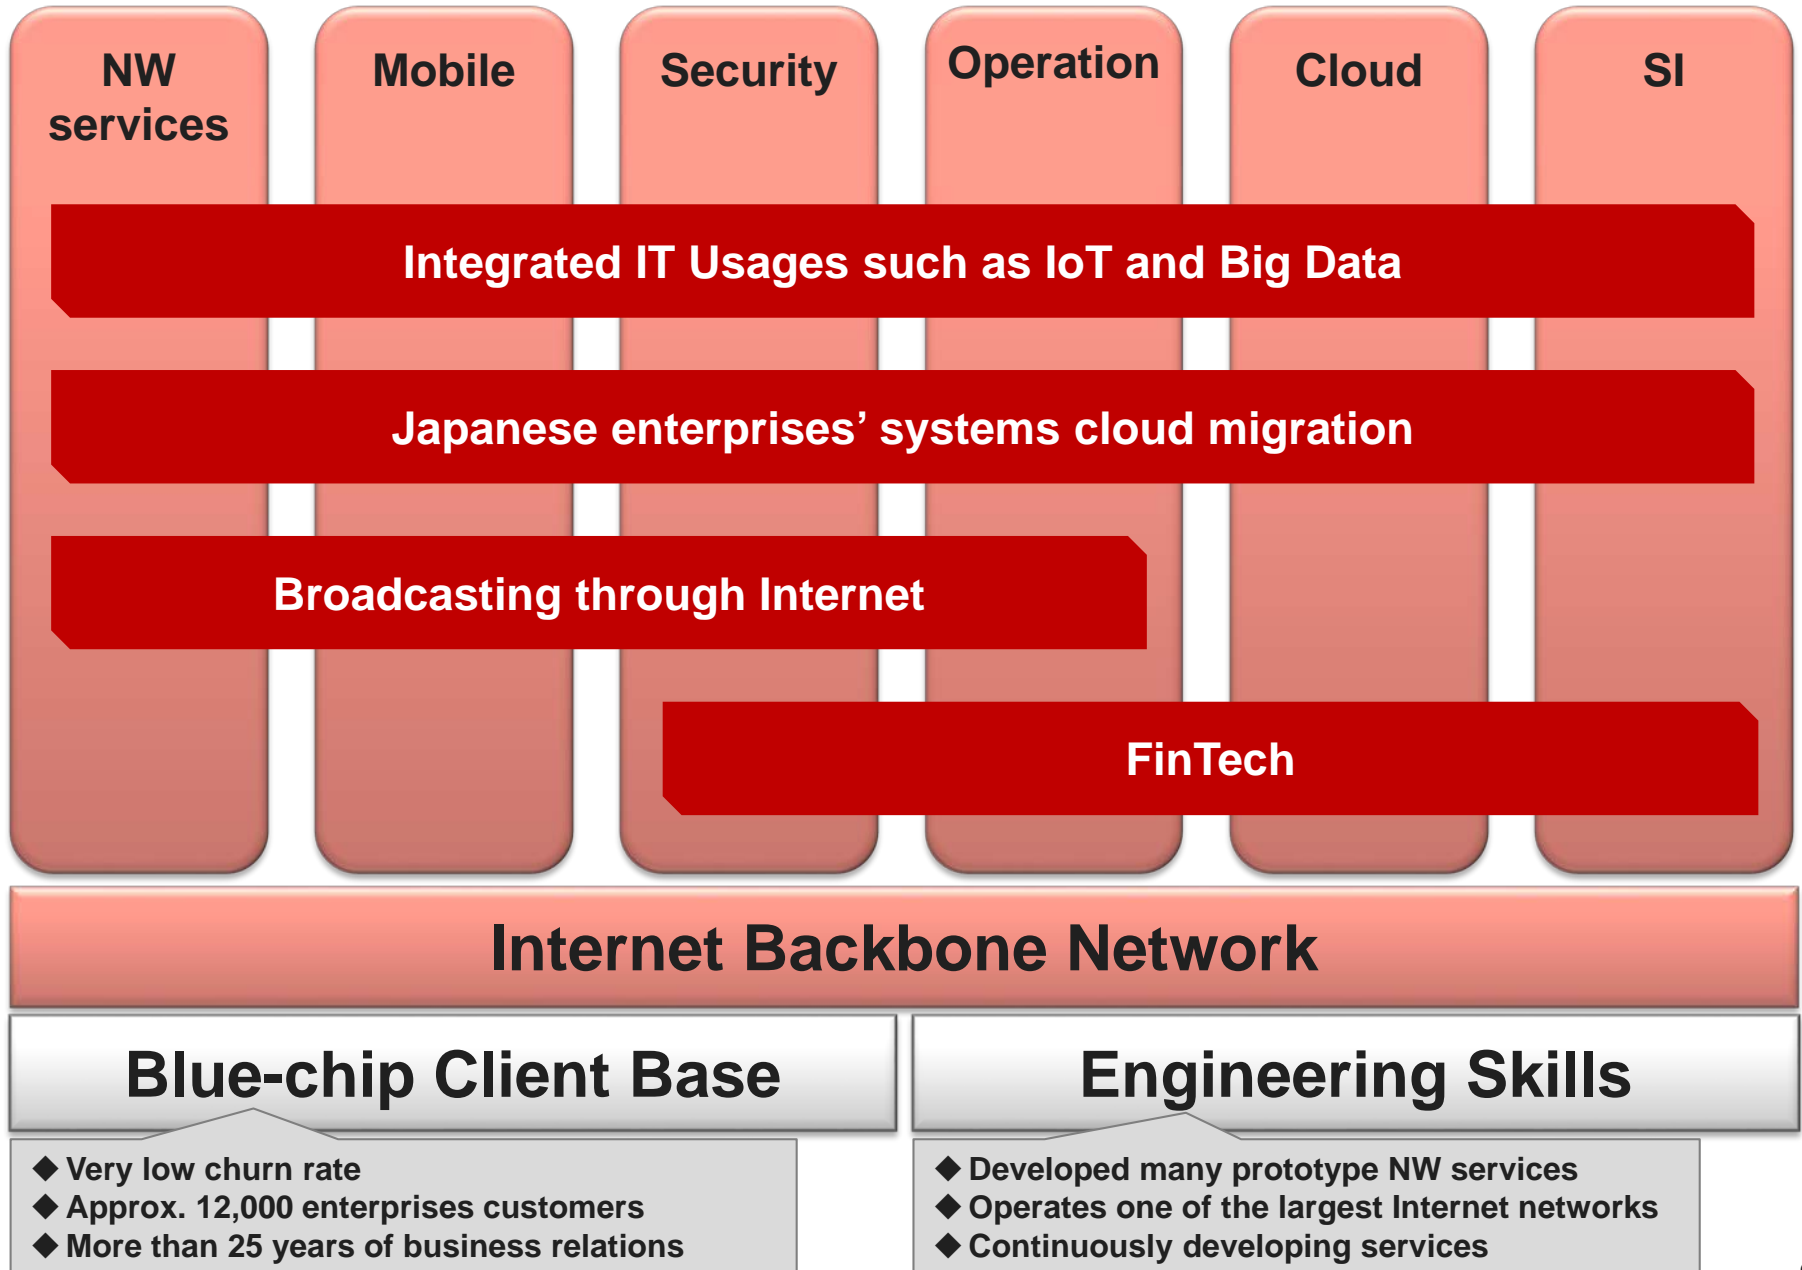 NW
services
Mobile
Security
Operation
Cloud
SI
Integrated IT Usages such as IoT and Big Data
Japanese enterprises’ systems cloud migration
Broadcasting through Internet
FinTech
Internet Backbone Network
Blue-chip Client Base
Engineering Skills
◆ Very low churn rate
◆ Approx. 12,000 enterprises customers
◆ More than 25 years of business relations
◆ Developed many prototype NW services
◆ Operates one of the largest Internet networks
◆ Continuously developing services